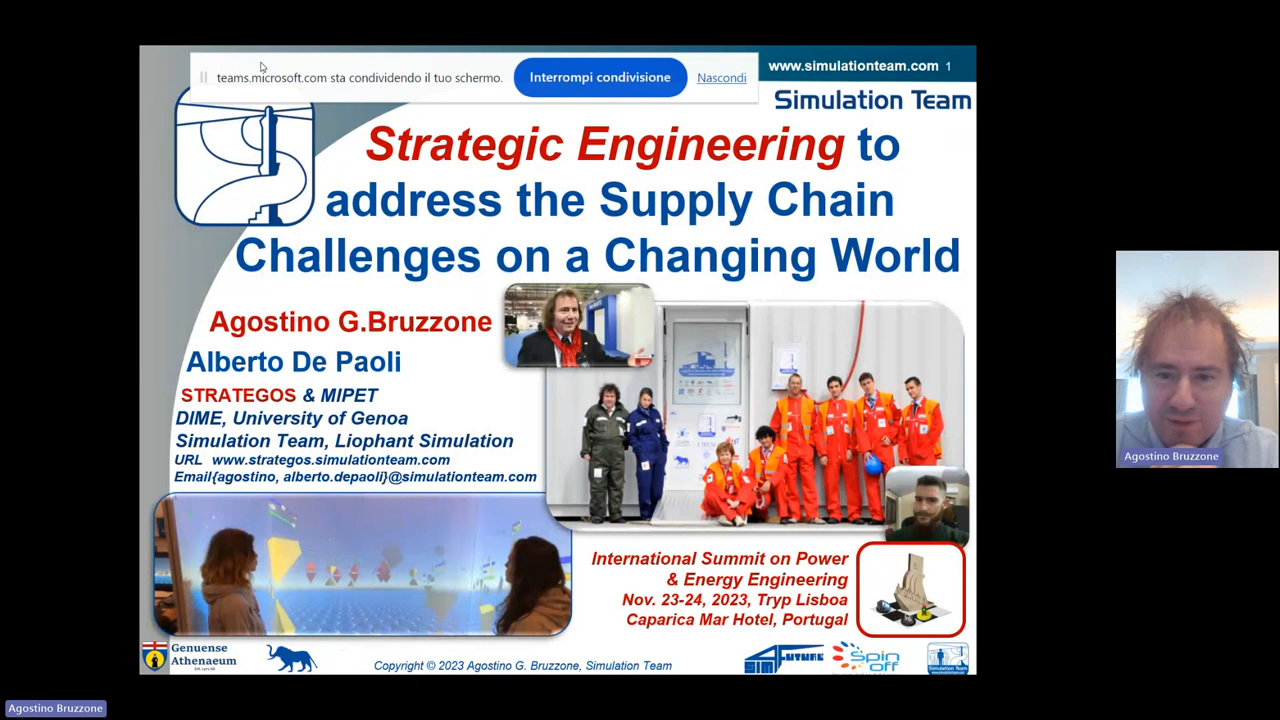 teams.microsoft.com sta condividendo il tuo schermo.
Interrompi condivisione
Nascondi
www.simulationteam.com 1
Simulation Team
Strategic Engineering to
address the Supply Chain
Challenges on a Changing World
Agostino G.Bruzzone
Alberto De Paoli
STRATEGOS & MIPET
DIME, University of Genoa
Simulation Team, Liophant Simulation
URL www.strategos.simulationteam.com
Email{agostino, alberto.depaoli}@simulationteam.com
International Summit on Power
& Energy Engineering
Nov. 23-24, 2023, Tryp Lisboa
Caparica Mar Hotel, Portugal
Genuense
Athenaeum
Copyright © 2023 Agostino G. Bruzzone, Simulation Team
SIM FUTURE
Spin
Off
Simulation Team
Agostino Bruzzone
Agostino Bruzzone